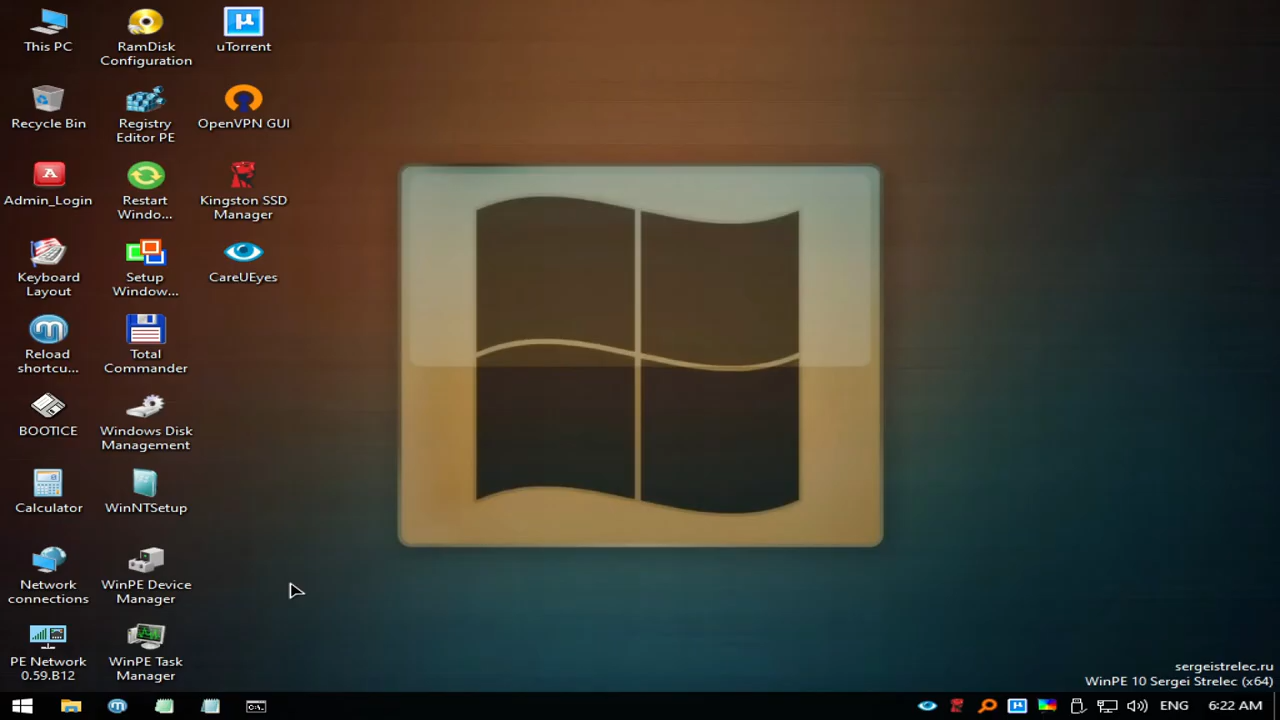 This PC
RamDisk
Configuration
µ
uTorrent
Recycle Bin
Registry
Editor PE
OpenVPN GUI
A
Admin_Login
Restart
Windo...
Kingston SSD
Manager
Keyboard
Layout
Setup
Window...
CareUEyes
m
Reload
shortcu...
Total
Commander
BOOTICE
Windows Disk
Management
Calculator
WinNTSetup
Network
connections
WinPE Device
Manager
PE Network
0.59.B12
WinPE Task
Manager
sergeistrelec.ru
WinPE 10 Sergei Strelec (x64)
m
C:\.
µ
ENG
6:22 AM